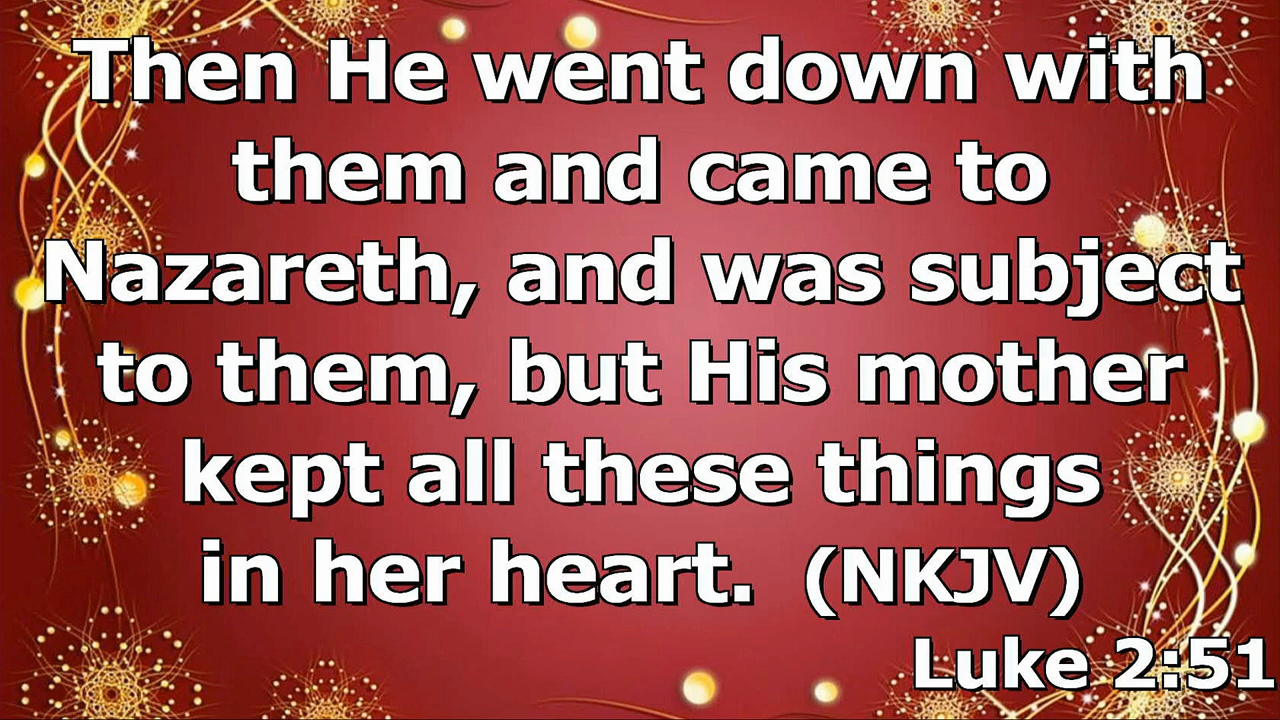 Then He went down with
them and came to
Nazareth, and was subject
to them, but His mother
kept all these things
in her heart. (NKJV)
Luke 2:51